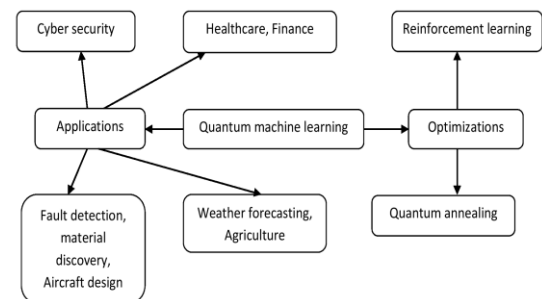 Cyber security
Healthcare, Finance
Reinforcement learning
Applications
Quantum machine learning
Optimizations
Fault detection,
material
discovery,
Aircraft design
Weather forecasting,
Agriculture
Quantum annealing